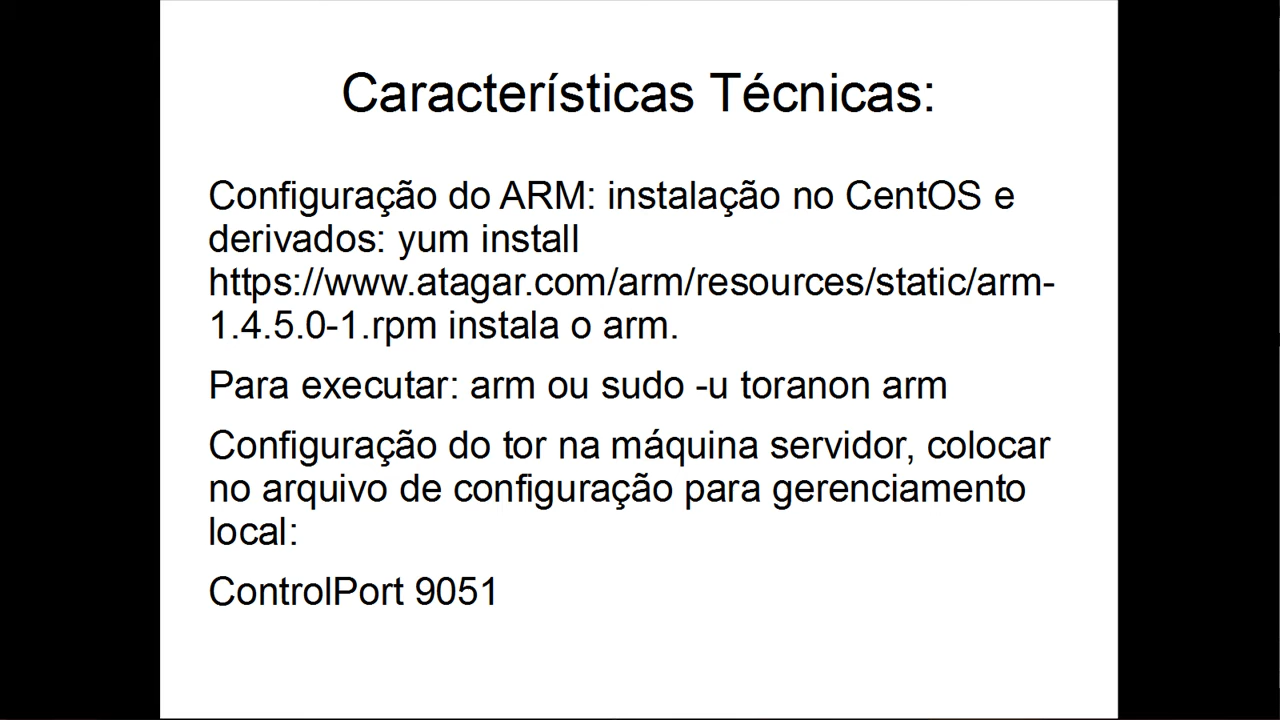 Características Técnicas:
Configuração do ARM: instalação no CentOS e
derivados: yum install
https://www.atagar.com/arm/resources/static/arm-
1.4.5.0-1.rpm instala o arm.
Para executar: arm ou sudo -u toranon arm
Configuração do tor na máquina servidor, colocar
no arquivo de configuração para gerenciamento
local:
ControlPort 9051